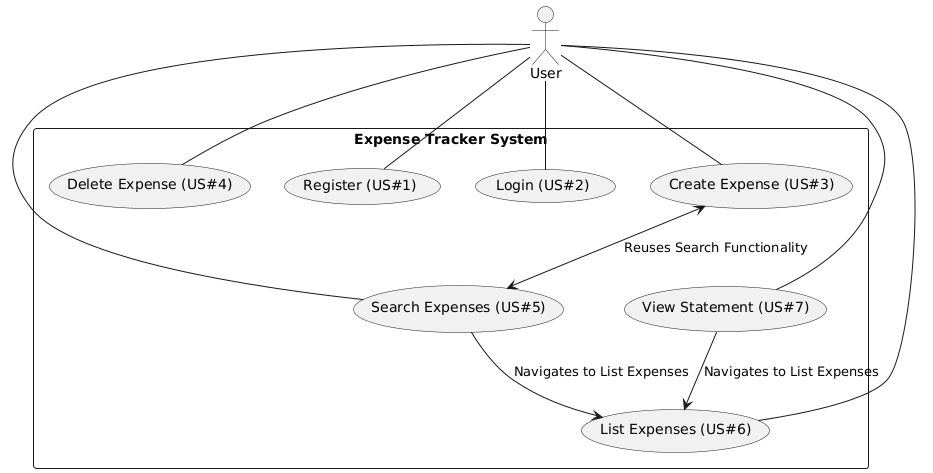 User
Expense Tracker System
Delete Expense (US#4)
Register (US#1)
Login (US#2)
Create Expense (US#3)
Reuses Search Functionality
Search Expenses (US#5)
View Statement (US#7)
Navigates to List Expenses
Navigates to List Expenses
List Expenses (US#6)